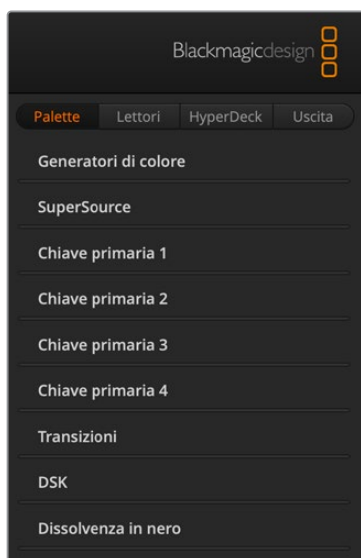 Blackmagicdesign
Palette Lettori HyperDeck Uscita
Generatori di colore
SuperSource
Chiave primaria 1
Chiave primaria 2
Chiave primaria 3
Chiave primaria 4
Transizioni
DSK
Dissolvenza in nero